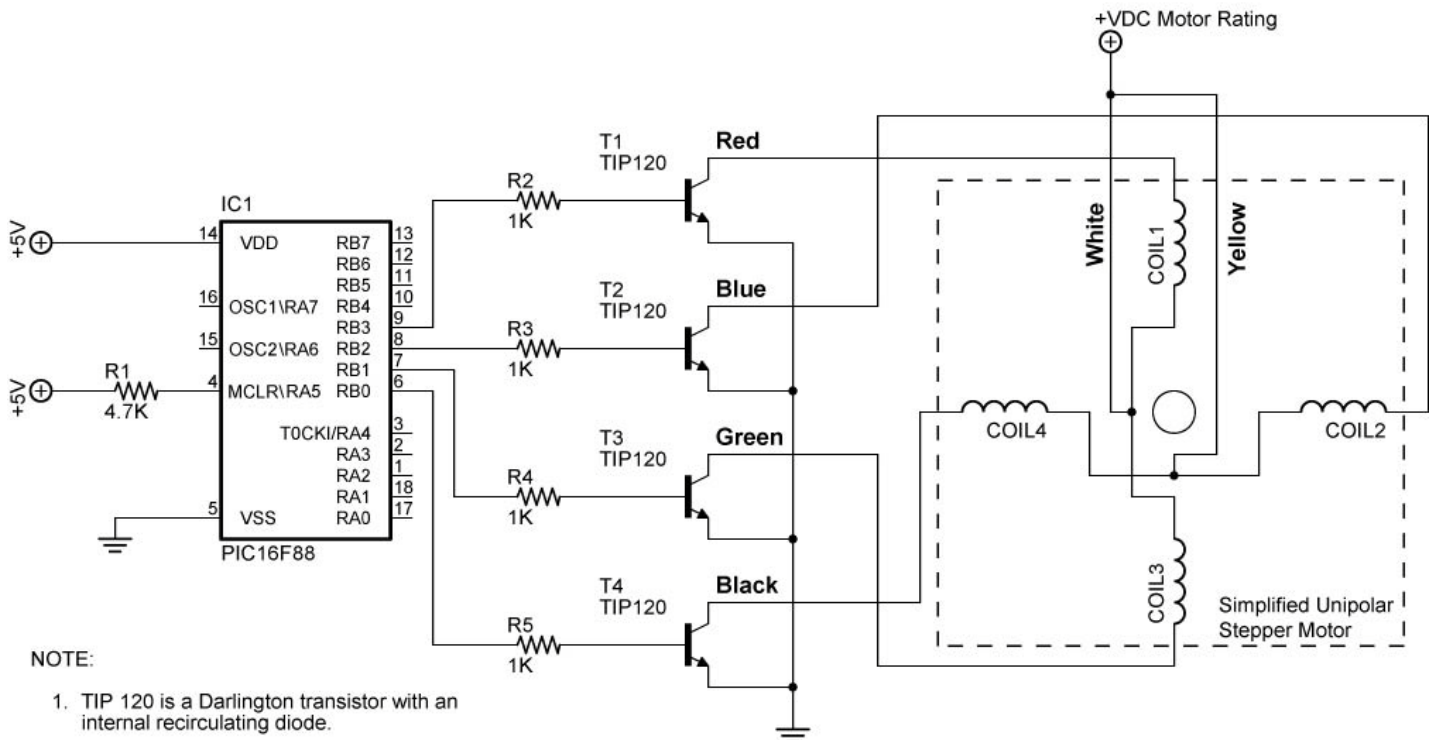 +VDC Motor Rating
T1
TIP120
Red
R2
1K
IC1
+5V
14
VDD
RB7
13
RB6
12
RB5
11
16
OSC1\RA7
RB4
10
RB3
9
15
OSC2\RA6
RB2
8
RB1
7
+5V
R1
4.7K
4
MCLR\RA5
RB0
6
T0CKI/RA4
3
RA3
2
RA2
1
RA1
18
5
VSS
RA0
17
PIC16F88
T2
TIP120
Blue
R3
1K
T3
TIP120
Green
R4
1K
T4
TIP120
Black
R5
1K
White
COIL1
Yellow
COIL4
COIL2
COIL3
Simplified Unipolar
Stepper Motor
NOTE:
1. TIP 120 is a Darlington transistor with an
internal recirculating diode.